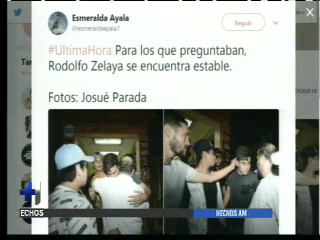 Esmeralda Ayala
Seguir
@esmeraldaayala7
#UltimaHora Para los que preguntaban,
Rodolfo Zelaya se encuentra estable.
Fotos: Josué Parada
ECHOS
HECHOS AM